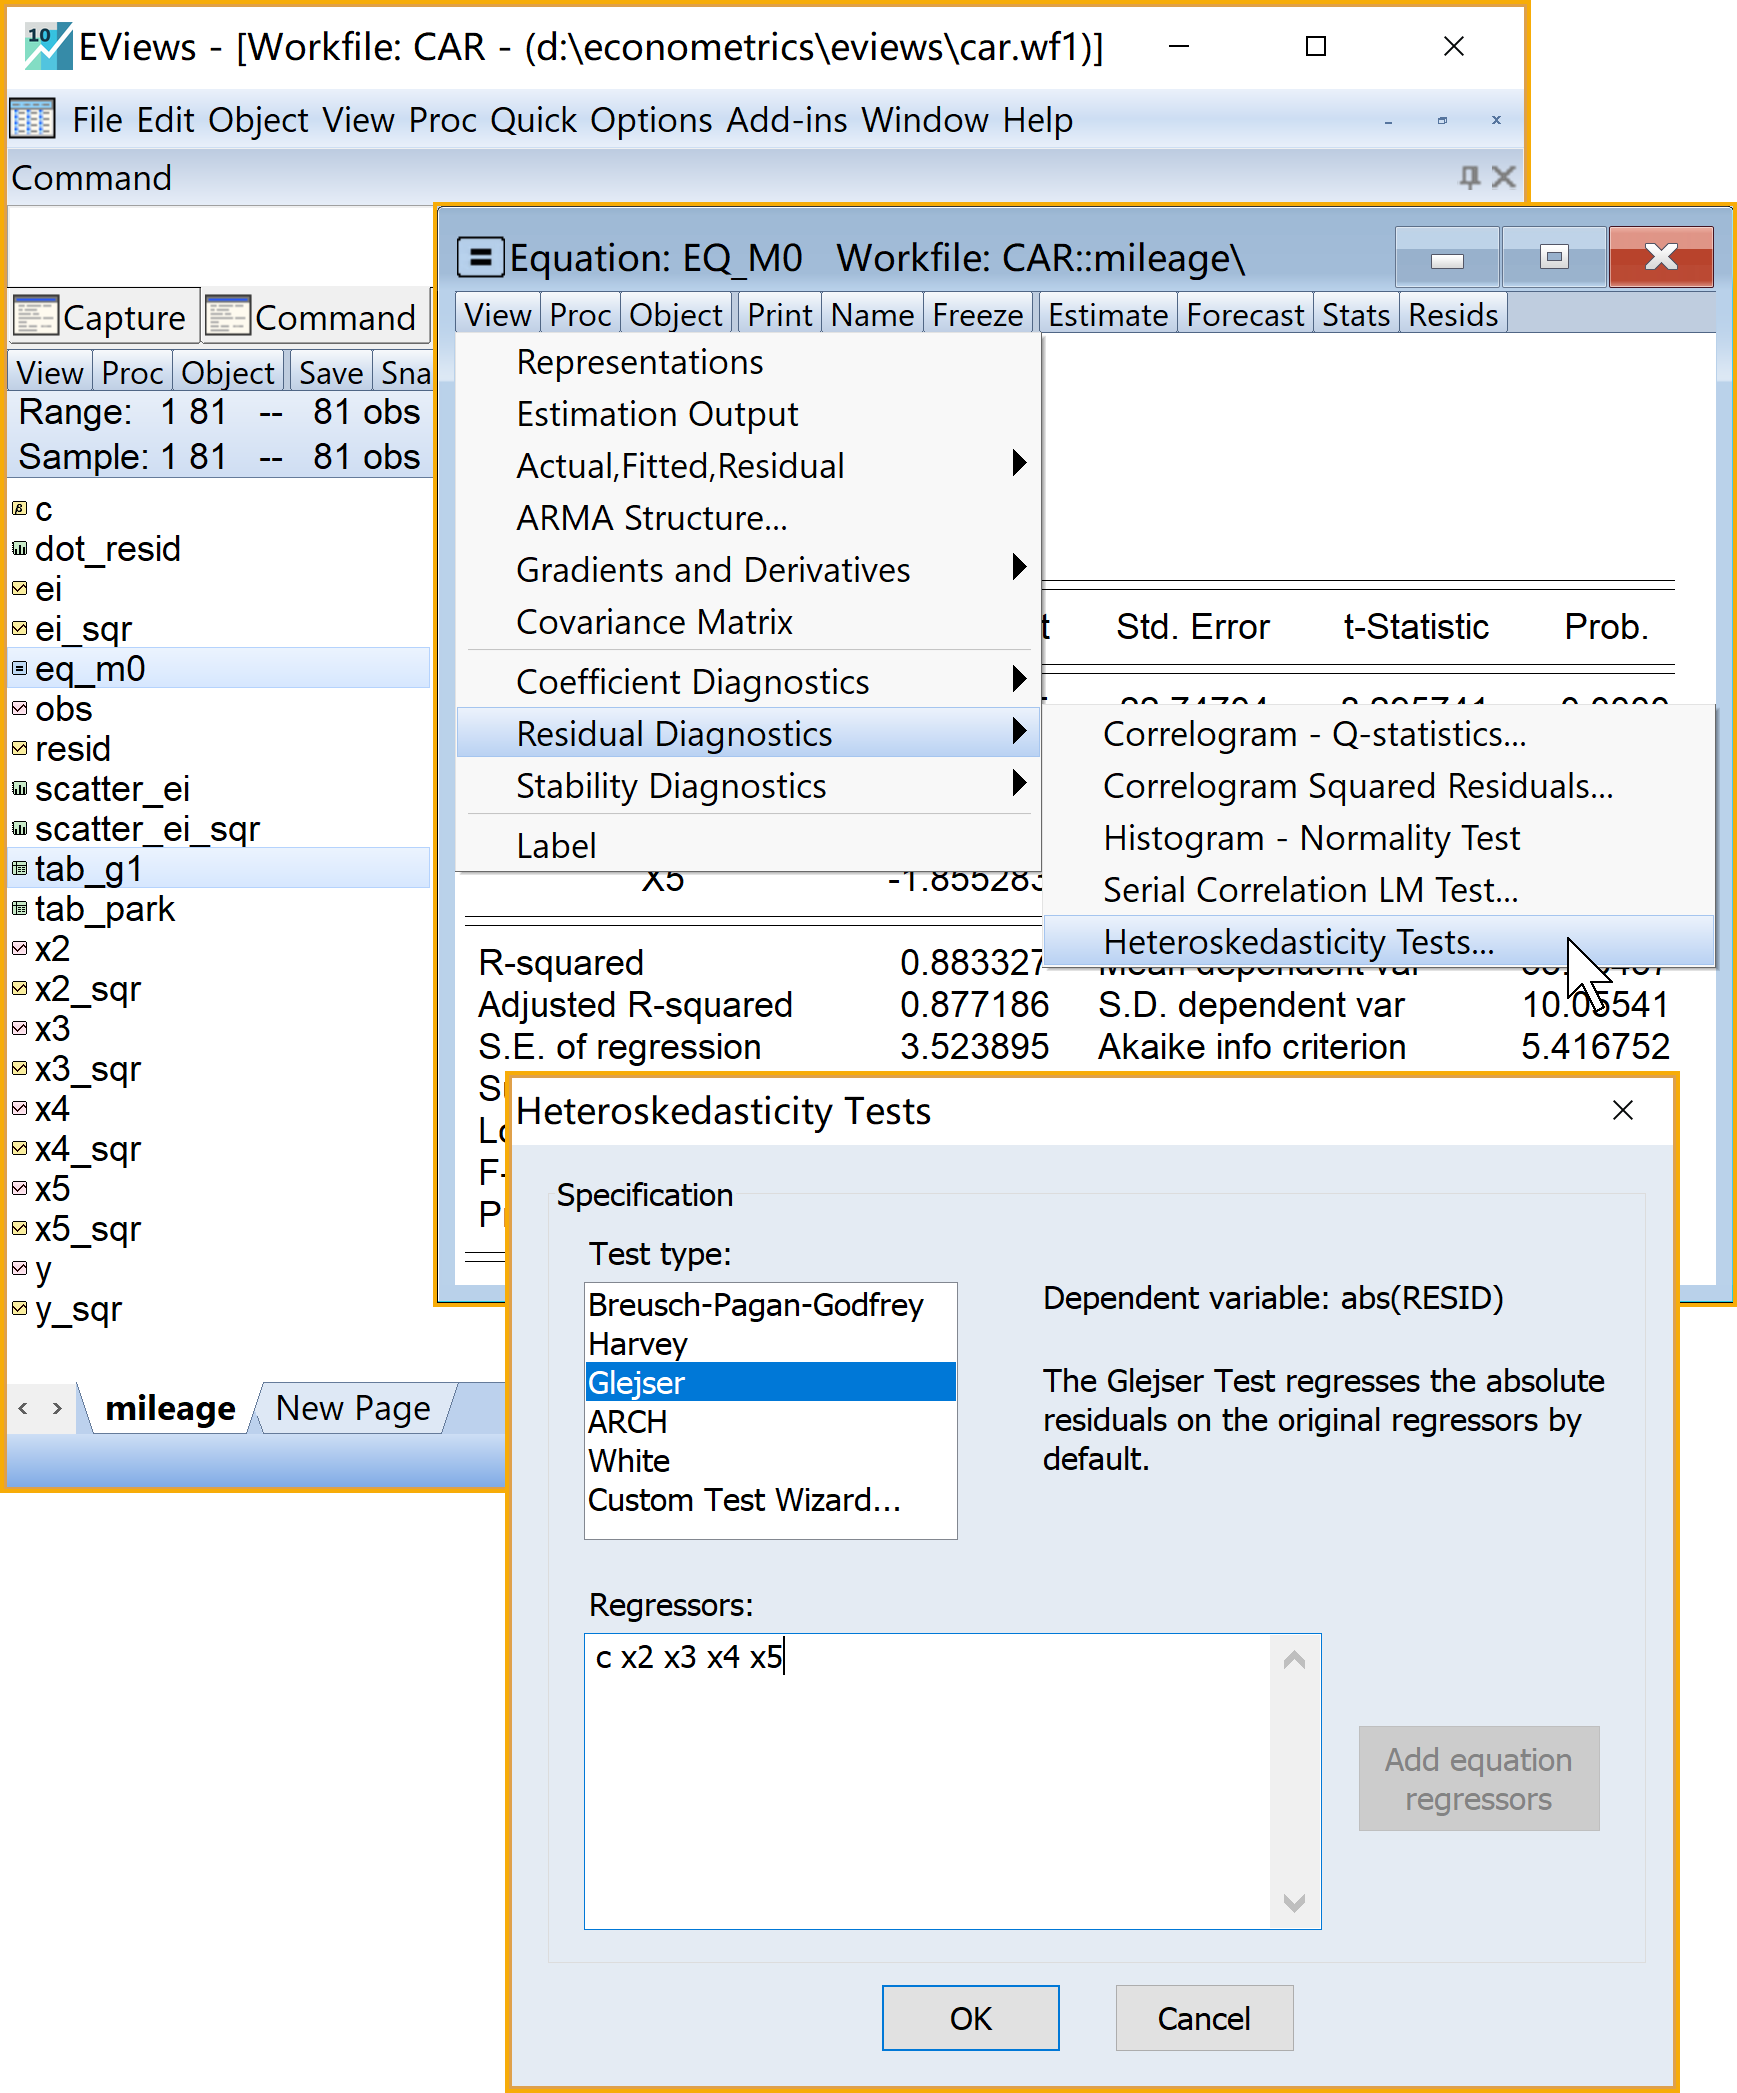 EViews - [Workfile: CAR - (d:\econometrics\eviews\car.wf1)]
File Edit Object View Proc Quick Options Add-ins Window Help
Command
Capture Command
View Proc Object Save Sna
Range: 1 81 -- 81 obs
Sample: 1 81 -- 81 obs
c
dot_resid
ei
ei_sqr
eq_m0
obs
resid
scatter_ei
scatter_ei_sqr
tab_g1
tab_park
x2
x2_sqr
x3
x3_sqr
x4
x4_sqr
x5
x5_sqr
y
y_sqr
mileage New Page
Equation: EQ_M0 Workfile: CAR::mileage\
View Proc Object Print Name Freeze Estimate Forecast Stats Resids
Representations
Estimation Output
Actual,Fitted,Residual
ARMA Structure...
Gradients and Derivatives
Covariance Matrix
Coefficient Diagnostics
Residual Diagnostics
Stability Diagnostics
Label
Correlogram - Q-statistics...
Correlogram Squared Residuals...
Histogram - Normality Test
Serial Correlation LM Test...
Heteroskedasticity Tests...
t Std. Error t-Statistic Prob.
X5 -1.855283
R-squared 0.883327 Mean dependent var
Adjusted R-squared 0.877186 S.D. dependent var 10.05541
S.E. of regression 3.523895 Akaike info criterion 5.416752
Heteroskedasticity Tests
Specification
Test type:
Breusch-Pagan-Godfrey
Harvey
Glejser
ARCH
White
Custom Test Wizard...
Dependent variable: abs(RESID)
The Glejser Test regresses the absolute
residuals on the original regressors by
default.
Regressors:
c x2 x3 x4 x5
Add equation
regressors
OK Cancel